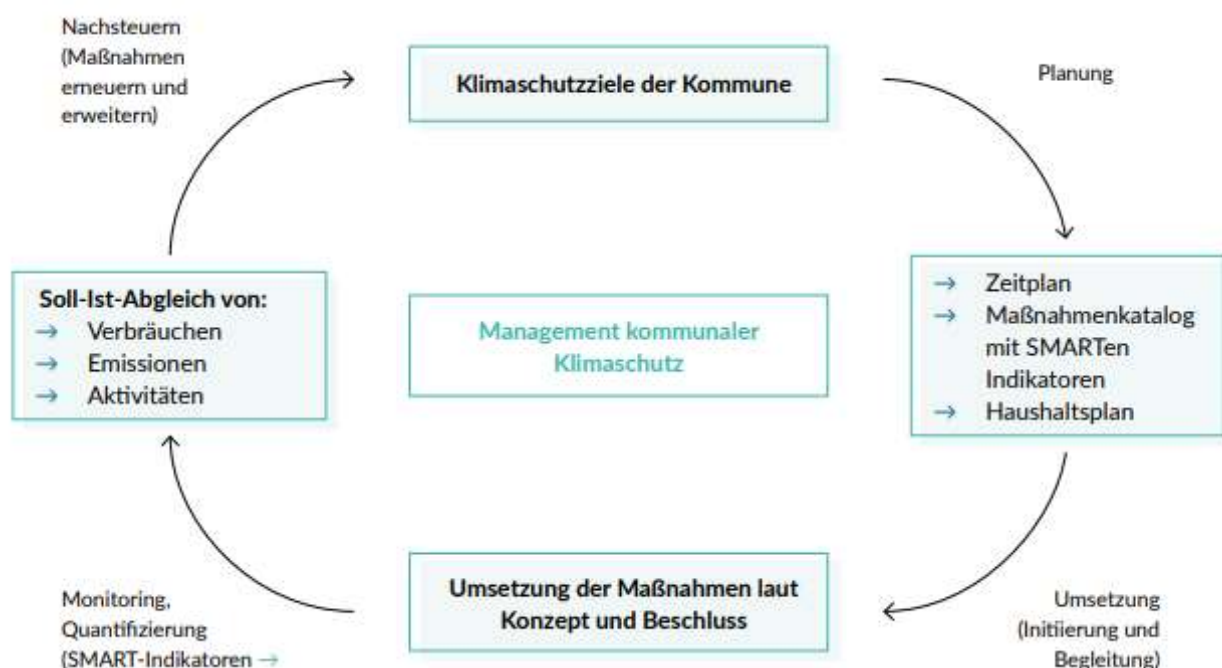 Nachsteuern
(Maßnahmen
erneuern und
erweitern)
Klimaschutzziele der Kommune
Planung
→ Zeitplan
→ Maßnahmenkatalog
mit SMARTen
Indikatoren
→ Haushaltsplan
Soll-Ist-Abgleich von:
→ Verbräuchen
→ Emissionen
→ Aktivitäten
Management kommunaler
Klimaschutz
Umsetzung der Maßnahmen laut
Konzept und Beschluss
Umsetzung
(Initiierung und
Begleitung)
Monitoring,
Quantifizierung
(SMART-Indikatoren →